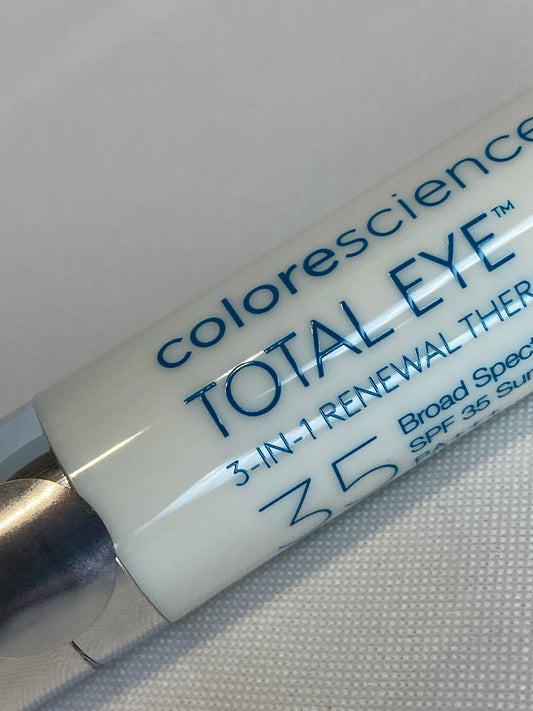 colorescience
TOTAL EYE™
3-IN-1 RENEWAL THER
35
Broad Spect
SPF 35 Sun